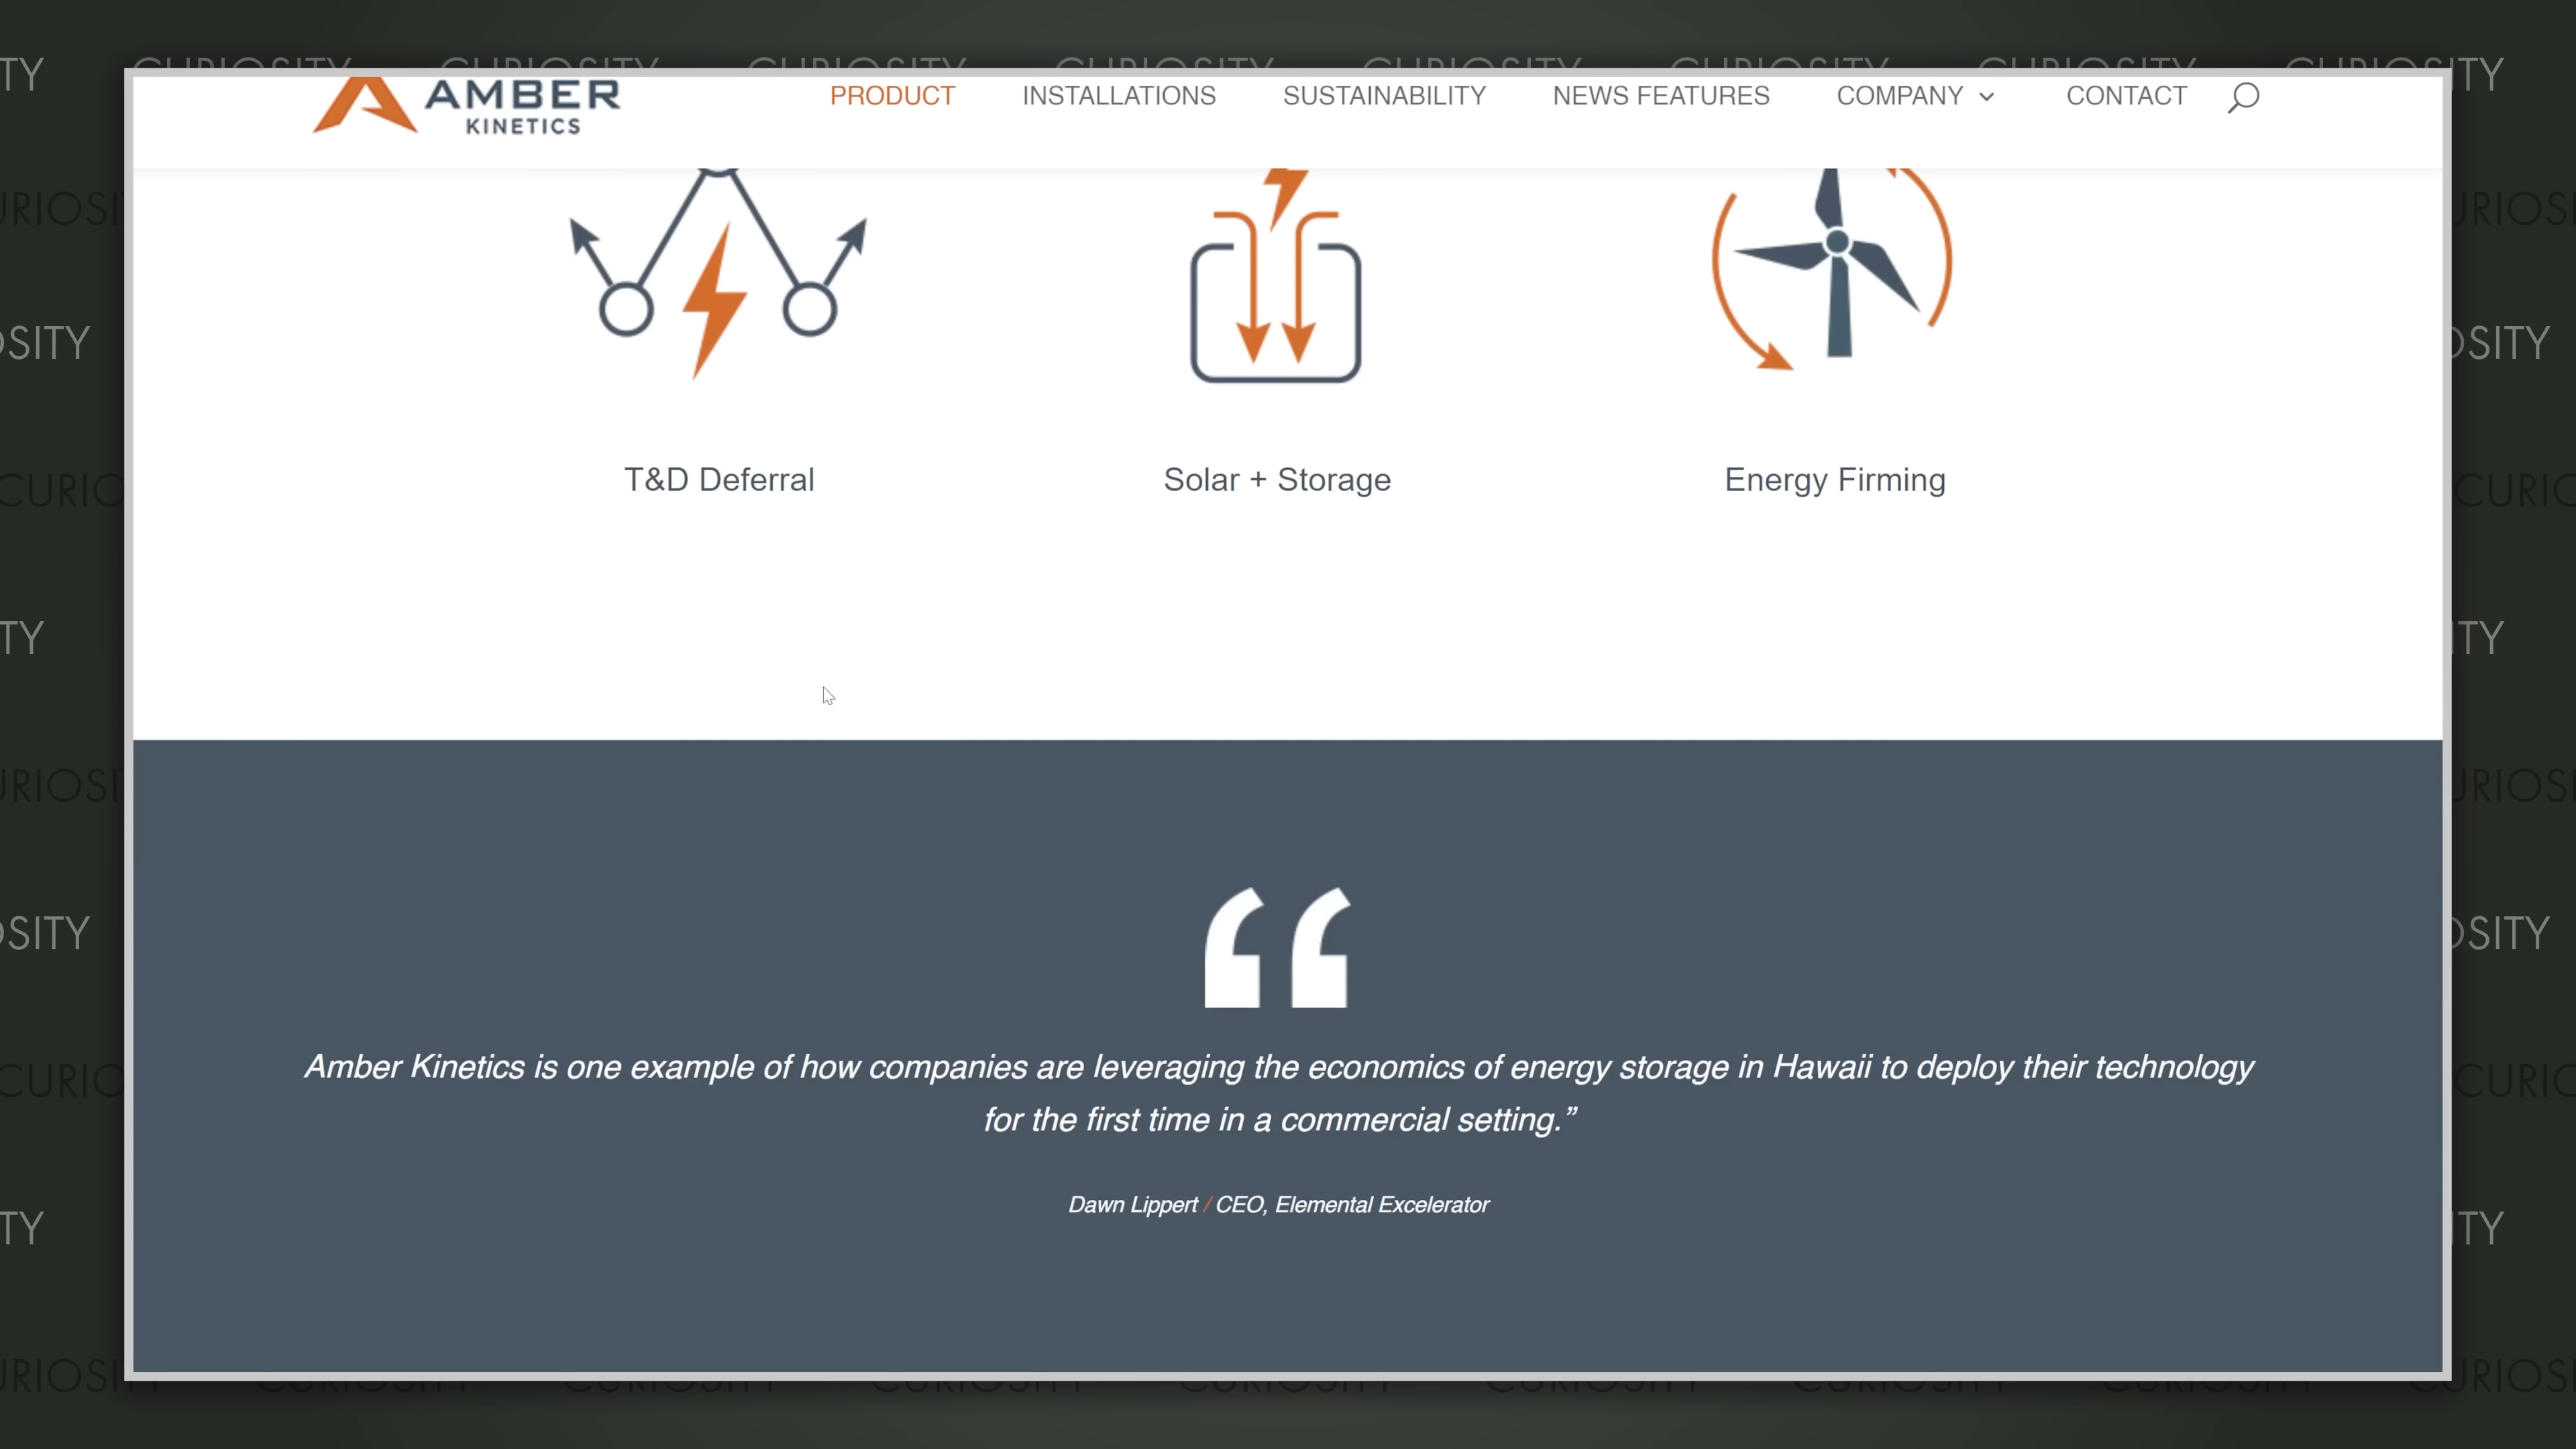 AMBER
KINETICS
PRODUCT INSTALLATIONS SUSTAINABILITY NEWS FEATURES COMPANY CONTACT
T&D Deferral Solar + Storage Energy Firming
Amber Kinetics is one example of how companies are leveraging the economics of energy storage in Hawaii to deploy their technology
for the first time in a commercial setting.”
Dawn Lippert / CEO, Elemental Excelerator